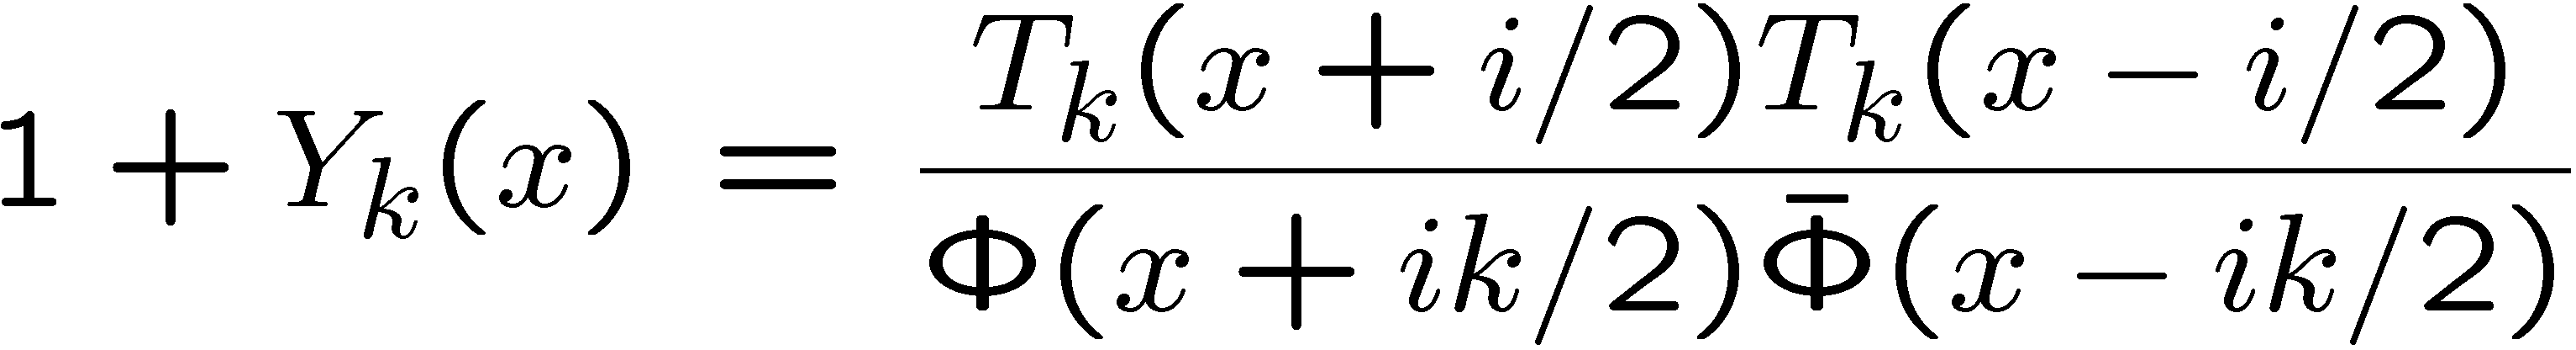 1 + Y_k(x) = \frac{T_k(x + i/2)T_k(x - i/2)}{\Phi(x + ik/2)\bar{\Phi}(x - ik/2)}